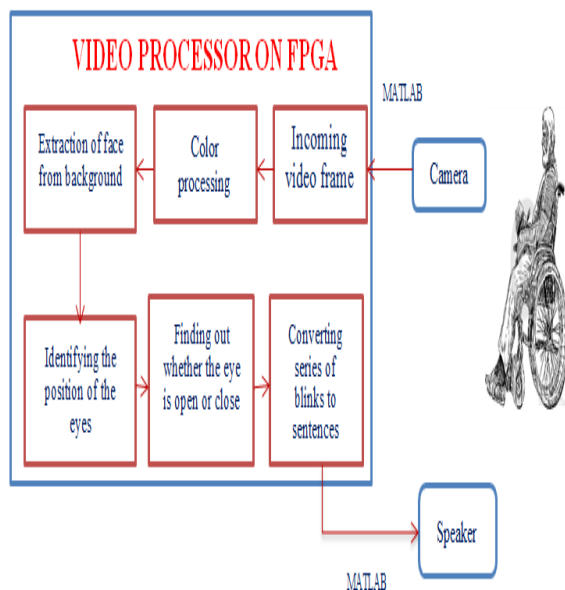 VIDEO PROCESSOR ON FPGA
MATLAB
Camera
Incoming
video frame
Color
processing
Extraction of face
from background
Identifying the
position of the
eyes
Finding out
whether the eye
is open or close
Converting
series of
blinks to
sentences
Speaker
MATLAB